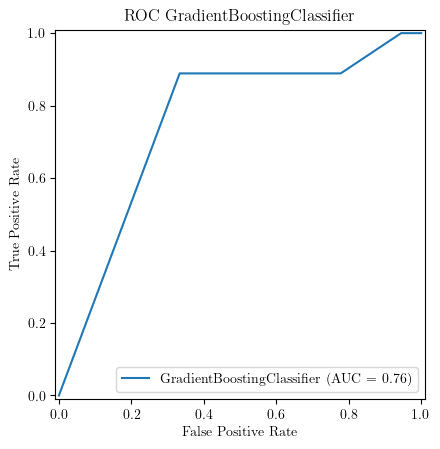 ROC GradientBoostingClassifier
1.0
0.8
0.6
0.4
0.2
0.0
True Positive Rate
GradientBoostingClassifier (AUC = 0.76)
0.0 0.2 0.4 0.6 0.8 1.0
False Positive Rate